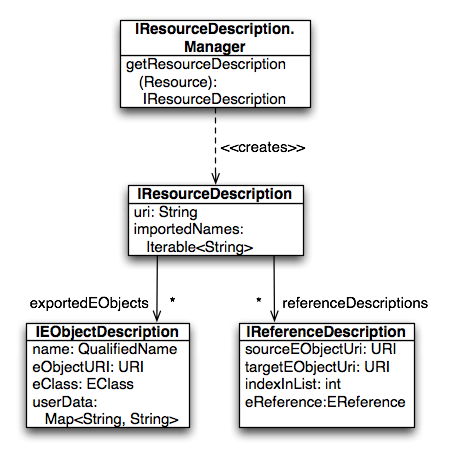 IResourceDescription.
Manager
getResourceDescription
(Resource):
IResourceDescription
<<creates>>
IResourceDescription
uri: String
importedNames:
Iterable<String>
exportedEObjects * * referenceDescriptions
IEObjectDescription
name: QualifiedName
eObjectURI: URI
eClass: EClass
userData:
Map<String, String>
IReferenceDescription
sourceEObjectUri: URI
targetEObjectUri: URI
indexInList: int
eReference:EReference